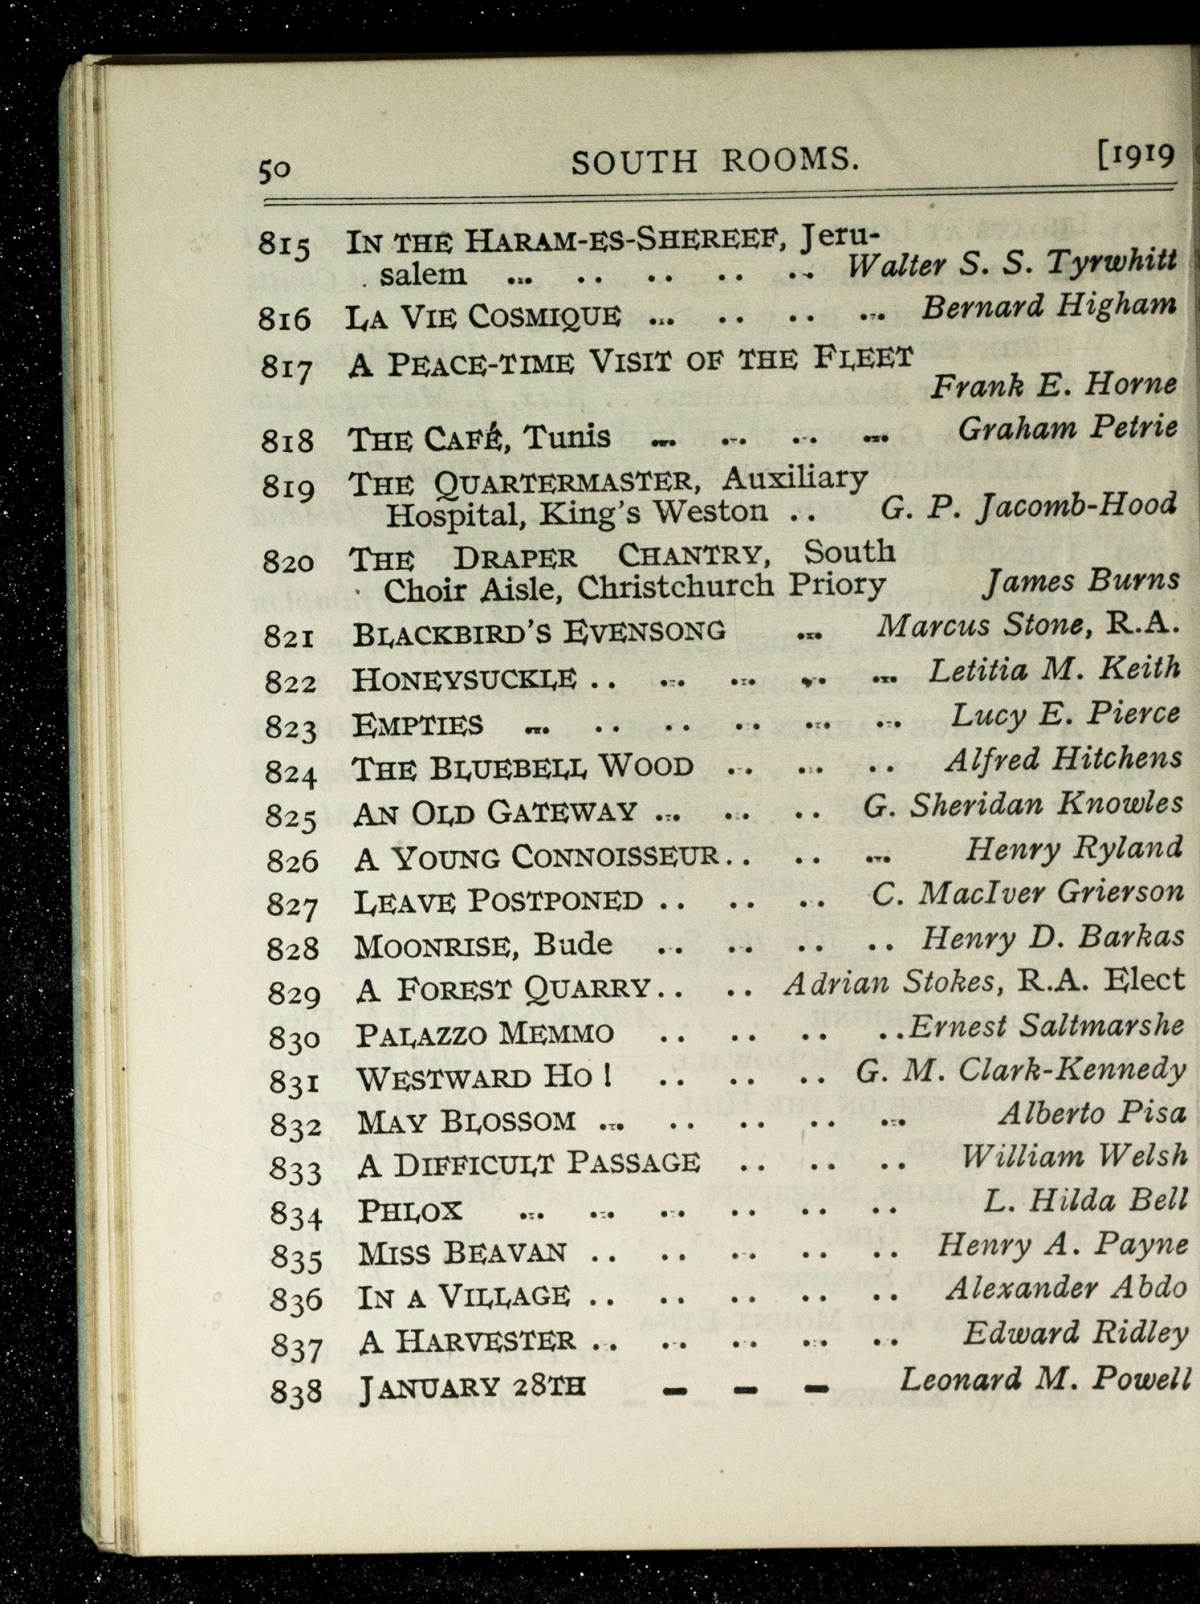 50 SOUTH ROOMS. [1919
815 IN THE HARAM-ES-SHEREEF, Jeru-
salem ... .. .. .. .. Walter S. S. Tyrwhitt
816 LA VIE COSMIQUE ... .. .. ... Bernard Higham
817 A PEACE-TIME VISIT OF THE FLEET
Frank E. Horne
818 THE CAFÉ, Tunis ... ... ... ... Graham Petrie
819 THE QUARTERMASTER, Auxiliary
Hospital, King's Weston .. G. P. Jacomb-Hood
820 THE DRAPER CHANTRY, South
Choir Aisle, Christchurch Priory James Burns
821 BLACKBIRD'S EVENSONG ... Marcus Stone, R.A.
822 HONEYSUCKLE .. ... ... ... ... Letitia M. Keith
823 EMPTIES ... .. .. .. ... ... Lucy E. Pierce
824 THE BLUEBELL WOOD .. ... .. Alfred Hitchens
825 AN OLD GATEWAY ... ... .. G. Sheridan Knowles
826 A YOUNG CONNOISSEUR.. .. ... Henry Ryland
827 LEAVE POSTPONED .. .. .. C. MacIver Grierson
828 MOONRISE, Bude .. .. .. .. Henry D. Barkas
829 A FOREST QUARRY.. .. Adrian Stokes, R.A. Elect
830 PALAZZO MEMMO .. .. .. ..Ernest Saltmarshe
831 WESTWARD HO! .. .. .. G. M. Clark-Kennedy
832 MAY BLOSSOM ... .. .. .. ... Alberto Pisa
833 A DIFFICULT PASSAGE .. .. .. William Welsh
834 PHLOX ... ... ... .. .. .. L. Hilda Bell
835 MISS BEAVAN .. .. .. .. .. Henry A. Payne
836 IN A VILLAGE .. .. .. .. .. Alexander Abdo
837 A HARVESTER .. .. .. .. .. Edward Ridley
838 JANUARY 28TH – – – Leonard M. Powell